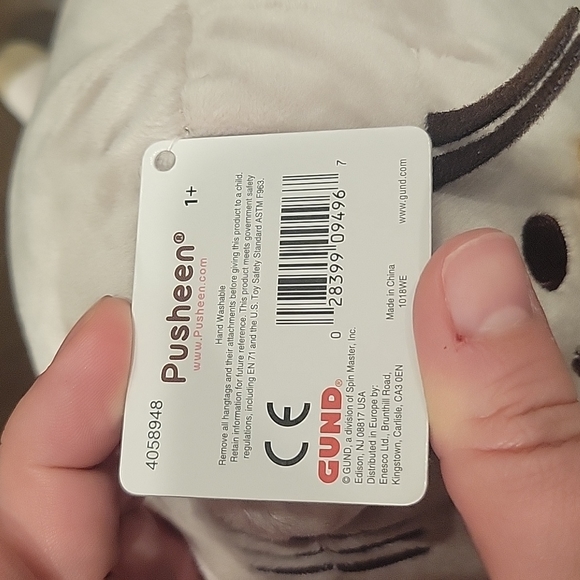 4058948
Pusheen® 1+
www.Pusheen.com
Hand Washable
Remove all hangtags and their attachments before giving this product to a child.
Retain information for future reference. This product meets government safety
regulations, including EN 71 and the U.S. Toy Safety Standard ASTM F963.
CE
0 28399 09496 7
GUND®
© GUND, a division of Spin Master, Inc.
Edison, NJ 08817 USA
Distributed in Europe by:
Enesco Ltd., Brunthill Road,
Kingstown, Carlisle, CA3 0EN
Made in China
1018WE
www.gund.com